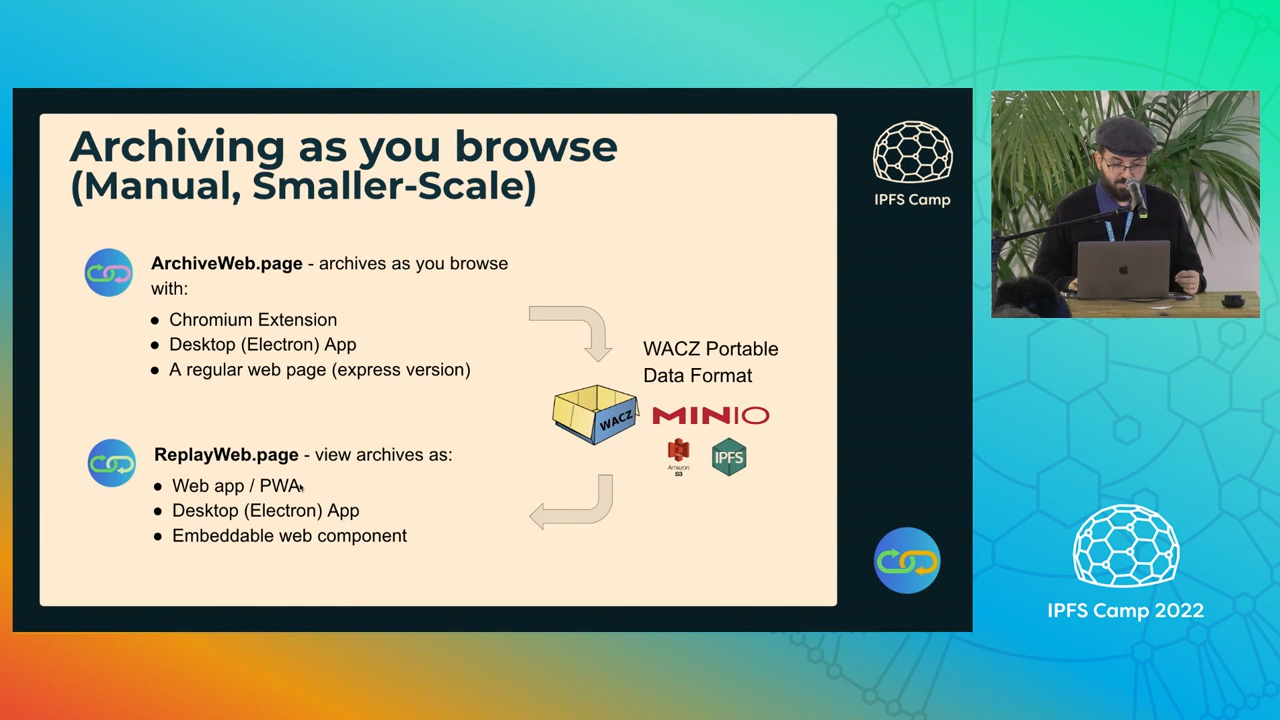 Archiving as you browse
(Manual, Smaller-Scale)
ArchiveWeb.page - archives as you browse
with:
● Chromium Extension
● Desktop (Electron) App
● A regular web page (express version)
WACZ Portable
Data Format
WACZ
MINIO
Amazon
S3
IPFS
ReplayWeb.page - view archives as:
● Web app / PWA
● Desktop (Electron) App
● Embeddable web component
IPFS Camp
IPFS Camp 2022